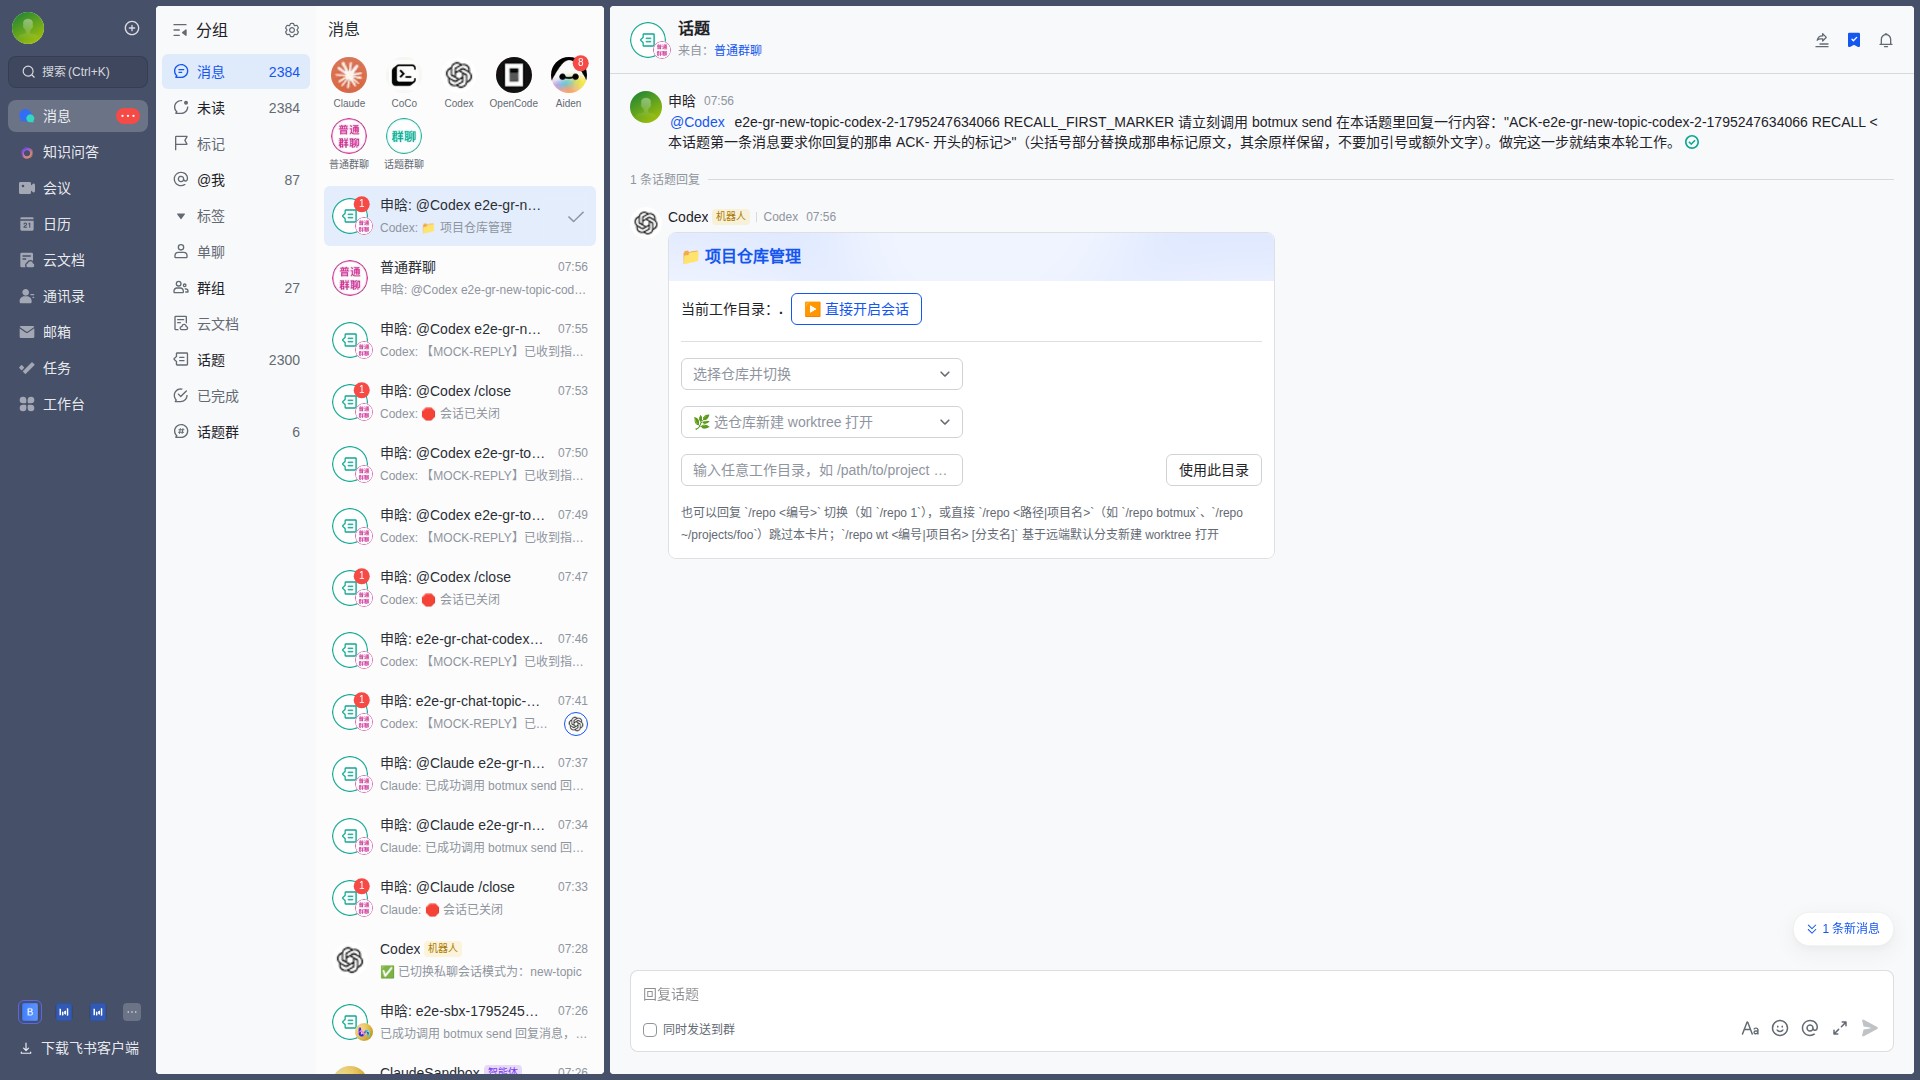 搜索 (Ctrl+K)
消息
知识问答
会议
日历
云文档
通讯录
邮箱
任务
工作台
下载飞书客户端
分组
消息 2384
未读 2384
标记
@我 87
标签
单聊
群组 27
云文档
话题 2300
已完成
话题群 6
消息
Claude
CoCo
Codex
OpenCode
8
Aiden
普通群聊
普通群聊
群聊
话题群聊
1
申晗: @Codex e2e-gr-n…
Codex: 📁 项目仓库管理
普通群聊 07:56
申晗: @Codex e2e-gr-new-topic-cod…
申晗: @Codex e2e-gr-n… 07:55
Codex: 【MOCK-REPLY】已收到指…
1
申晗: @Codex /close 07:53
Codex: 🛑 会话已关闭
申晗: @Codex e2e-gr-to… 07:50
Codex: 【MOCK-REPLY】已收到指…
申晗: @Codex e2e-gr-to… 07:49
Codex: 【MOCK-REPLY】已收到指…
1
申晗: @Codex /close 07:47
Codex: 🛑 会话已关闭
申晗: e2e-gr-chat-codex… 07:46
Codex: 【MOCK-REPLY】已收到指…
1
申晗: e2e-gr-chat-topic-… 07:41
Codex: 【MOCK-REPLY】已…
申晗: @Claude e2e-gr-n… 07:37
Claude: 已成功调用 botmux send 回…
申晗: @Claude e2e-gr-n… 07:34
Claude: 已成功调用 botmux send 回…
1
申晗: @Claude /close 07:33
Claude: 🛑 会话已关闭
Codex 机器人 07:28
✅ 已切换私聊会话模式为：new-topic
申晗: e2e-sbx-1795245… 07:26
已成功调用 botmux send 回复消息，…
ClaudeSandbox 智能体 07:26
话题
来自：普通群聊
申晗 07:56
@Codex e2e-gr-new-topic-codex-2-1795247634066 RECALL_FIRST_MARKER 请立刻调用 botmux send 在本话题里回复一行内容："ACK-e2e-gr-new-topic-codex-2-1795247634066 RECALL <
本话题第一条消息要求你回复的那串 ACK- 开头的标记>"（尖括号部分替换成那串标记原文，其余原样保留，不要加引号或额外文字）。做完这一步就结束本轮工作。
1 条话题回复
Codex 机器人 | Codex 07:56
📁 项目仓库管理
当前工作目录：. ▶️ 直接开启会话
选择仓库并切换
🌿 选仓库新建 worktree 打开
输入任意工作目录，如 /path/to/project … 使用此目录
也可以回复 `/repo <编号>` 切换（如 `/repo 1`），或直接 `/repo <路径|项目名>`（如 `/repo botmux`、`/repo
~/projects/foo`）跳过本卡片；`/repo wt <编号|项目名> [分支名]` 基于远端默认分支新建 worktree 打开
1 条新消息
回复话题
同时发送到群